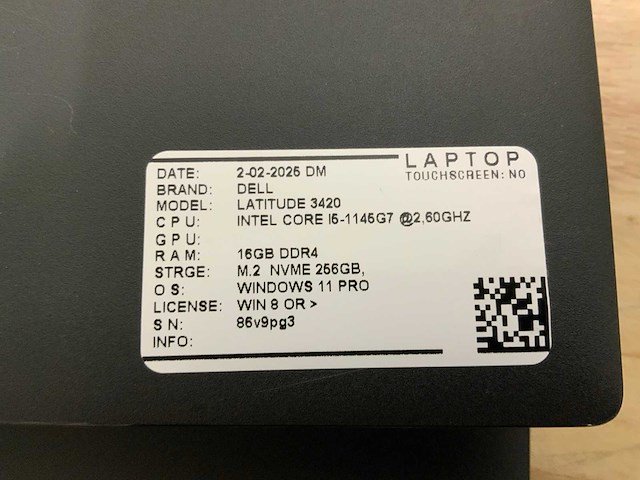 LAPTOP
TOUCHSCREEN: NO
DATE: 2-02-2025 DM
BRAND: DELL
MODEL: LATITUDE 3420
CPU: INTEL CORE I5-1145G7 @2,60GHZ
GPU:
RAM: 16GB DDR4
STRGE: M.2 NVME 256GB,
OS: WINDOWS 11 PRO
LICENSE: WIN 8 OR >
SN: 86v9pg3
INFO: